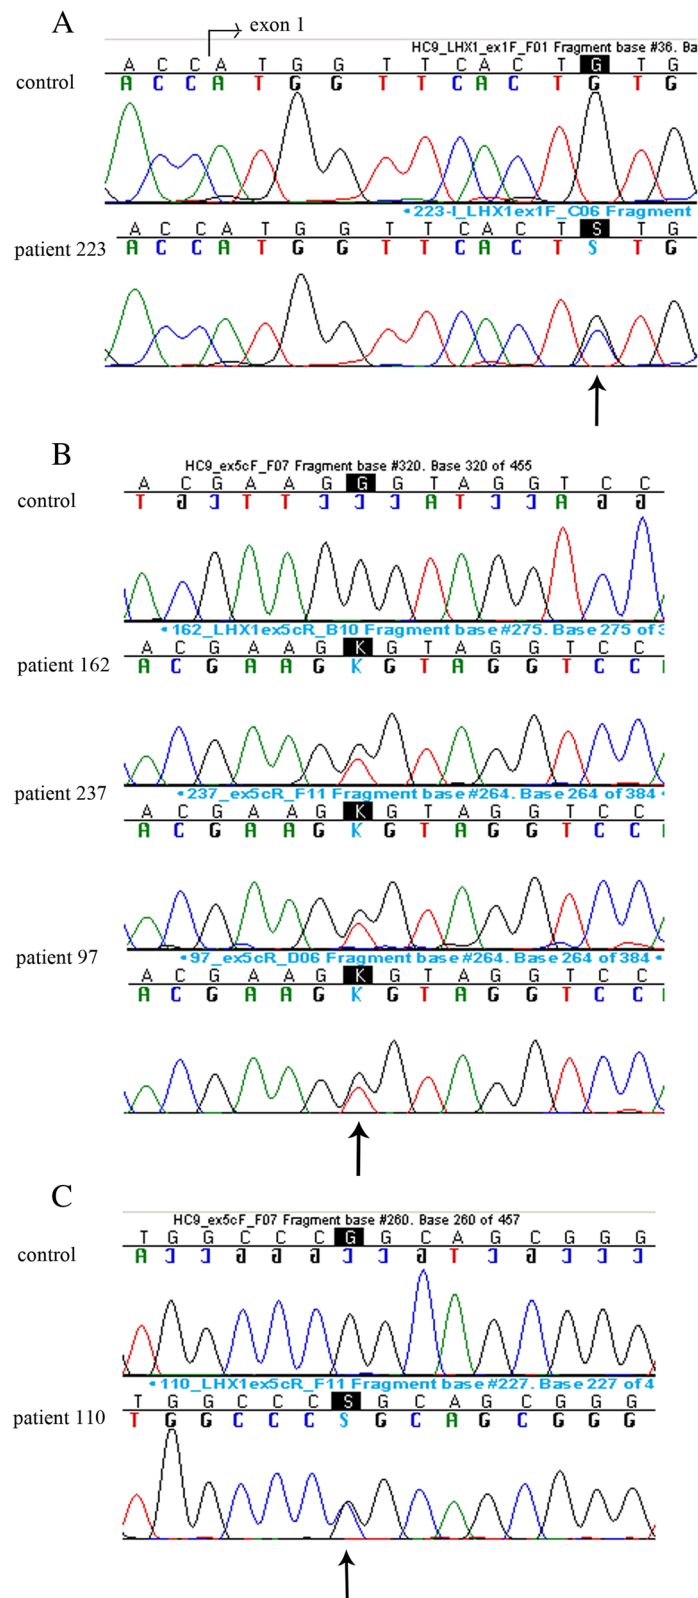 A
exon 1
HC9_LHX1_ex1F_F01 Fragment base #36. Ba
A C C A T G G T T C A C T G T G
control
A C C A T G G T T C A C T G T G
223-I_LHX1ex1F_C06 Fragment
A C C A T G G T T C A C T S T G
patient 223
A C C A T G G T T C A C T S T G
B
HC9_ex5cF_F07 Fragment base #320. Base 320 of 455
A C G A A G G G T A G G T C C
control
T G C T T C C C A T C C A G G
162_LHX1ex5cR_B10 Fragment base #275. Base 275 of 3
A C G A A G K G T A G G T C C
patient 162
A C G A A G K G T A G G T C C
patient 237
237_ex5cR_F11 Fragment base #264. Base 264 of 384
A C G A A G K G T A G G T C C
A C G A A G K G T A G G T C C
patient 97
97_ex5cR_D06 Fragment base #264. Base 264 of 384
A C G A A G K G T A G G T C C
A C G A A G K G T A G G T C C
C
HC9_ex5cF_F07 Fragment base #260. Base 260 of 457
T G G C C C G G C A G C G G G
control
A C C G G G C C G T C G C C C
110_LHX1ex5cR_F11 Fragment base #227. Base 227 of 4
T G G C C C S G C A G C G G G
patient 110
T G G C C C S G C A G C G G G